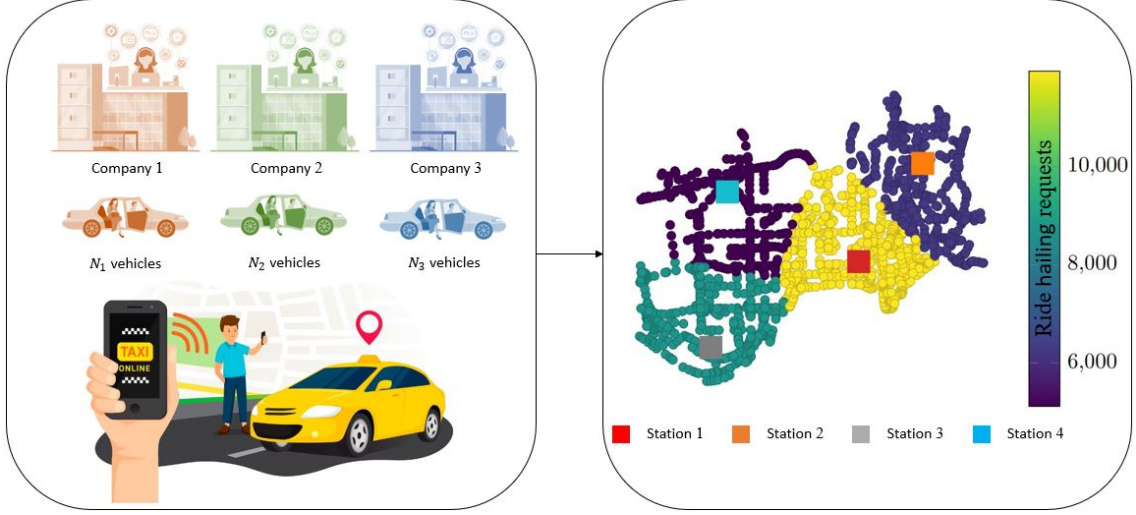 Company 1
Company 2
Company 3
N₁ vehicles
N₂ vehicles
N₃ vehicles
TAXI
ONLINE
Ride hailing requests
10,000
8,000
6,000
Station 1
Station 2
Station 3
Station 4